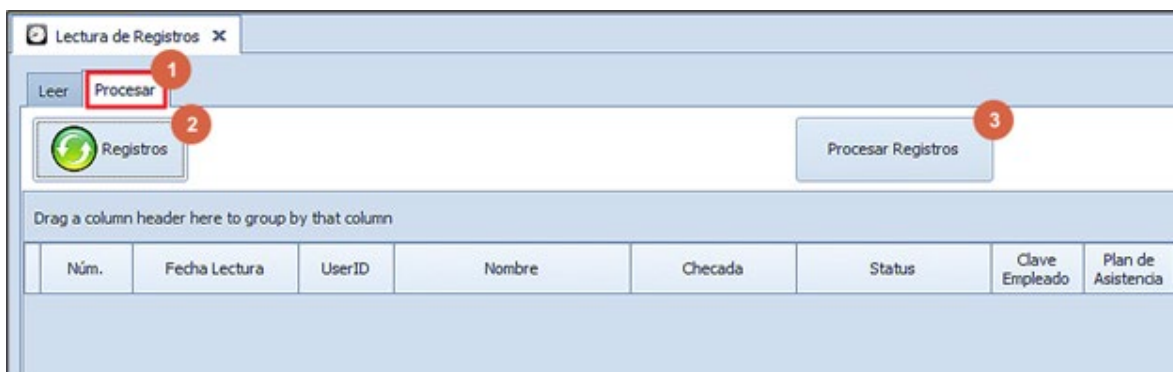 Lectura de Registros
1
Leer Procesar
2
3
Registros
Procesar Registros
Drag a column header here to group by that column
Núm. Fecha Lectura UserID Nombre Checada Status Clave Empleado Plan de Asistencia